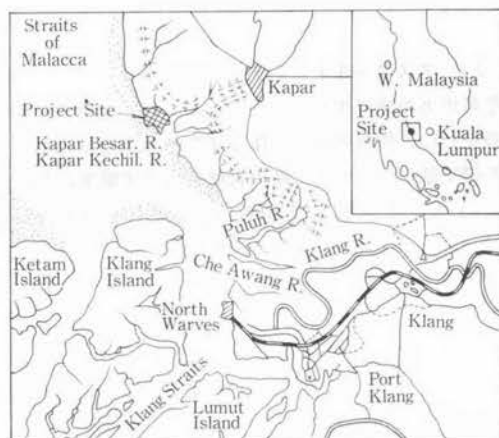 Straits of
Malacca
Kapar
Project Site
Kapar Besar. R.
Kapar Kechil. R.
W. Malaysia
Project
Site
Kuala
Lumpur
Puluh R.
Klang R.
Che Awang R.
Ketam
Island
Klang
Island
North
Warves
Klang
Port
Klang
Klang Straits
Lumut
Island